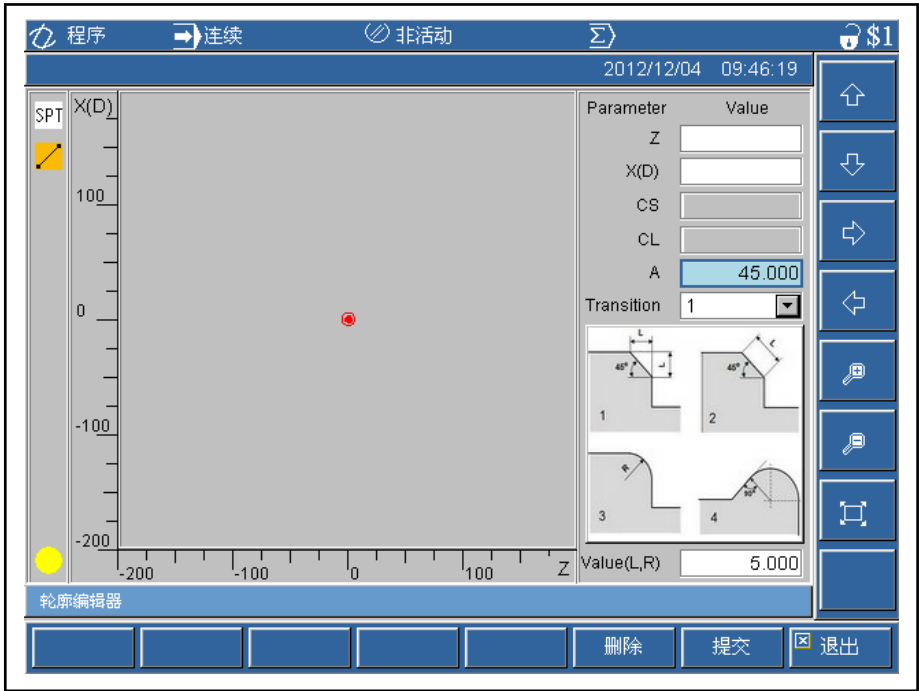 程序 连续 非活动 Σ $1
2012/12/04 09:46:19
SPT X(D) Parameter Value
Z
X(D)
100
CS
CL
A 45.000
0 Transition 1
L L 45° 1
L 45° 2
-100
R 3
90° 4
-200
-200 -100 0 100 Z Value(L,R) 5.000
轮廓编辑器
删除 提交 退出